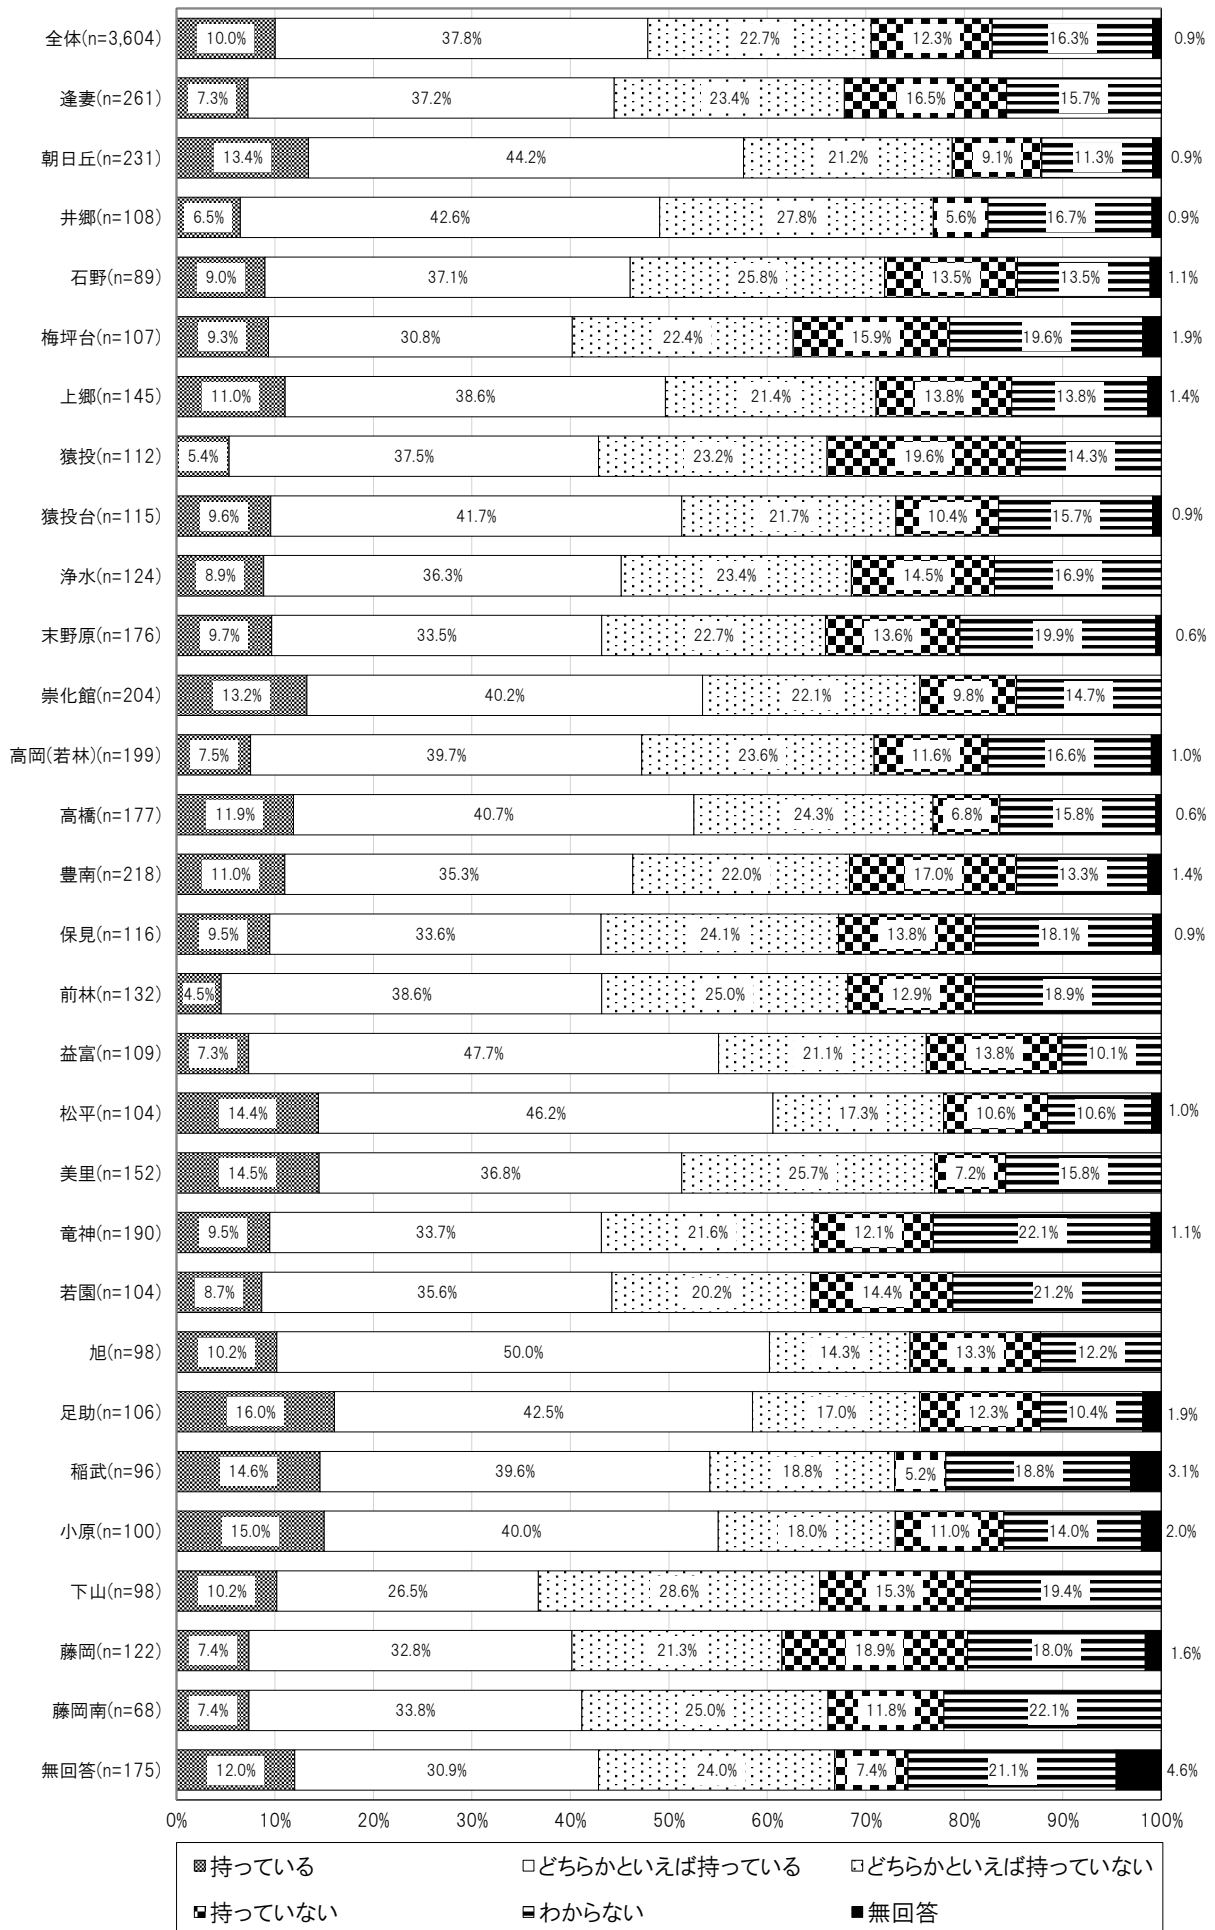 全体(n=3,604) 10.0% 37.8% 22.7% 12.3% 16.3% 0.9%
逢妻(n=261) 7.3% 37.2% 23.4% 16.5% 15.7%
朝日丘(n=231) 13.4% 44.2% 21.2% 9.1% 11.3% 0.9%
井郷(n=108) 6.5% 42.6% 27.8% 5.6% 16.7% 0.9%
石野(n=89) 9.0% 37.1% 25.8% 13.5% 13.5% 1.1%
梅坪台(n=107) 9.3% 30.8% 22.4% 15.9% 19.6% 1.9%
上郷(n=145) 11.0% 38.6% 21.4% 13.8% 13.8% 1.4%
猿投(n=112) 5.4% 37.5% 23.2% 19.6% 14.3%
猿投台(n=115) 9.6% 41.7% 21.7% 10.4% 15.7% 0.9%
浄水(n=124) 8.9% 36.3% 23.4% 14.5% 16.9%
末野原(n=176) 9.7% 33.5% 22.7% 13.6% 19.9% 0.6%
崇化館(n=204) 13.2% 40.2% 22.1% 9.8% 14.7%
高岡(若林)(n=199) 7.5% 39.7% 23.6% 11.6% 16.6% 1.0%
高橋(n=177) 11.9% 40.7% 24.3% 6.8% 15.8% 0.6%
豊南(n=218) 11.0% 35.3% 22.0% 17.0% 13.3% 1.4%
保見(n=116) 9.5% 33.6% 24.1% 13.8% 18.1% 0.9%
前林(n=132) 4.5% 38.6% 25.0% 12.9% 18.9%
益富(n=109) 7.3% 47.7% 21.1% 13.8% 10.1%
松平(n=104) 14.4% 46.2% 17.3% 10.6% 10.6% 1.0%
美里(n=152) 14.5% 36.8% 25.7% 7.2% 15.8%
竜神(n=190) 9.5% 33.7% 21.6% 12.1% 22.1% 1.1%
若園(n=104) 8.7% 35.6% 20.2% 14.4% 21.2%
旭(n=98) 10.2% 50.0% 14.3% 13.3% 12.2%
足助(n=106) 16.0% 42.5% 17.0% 12.3% 10.4% 1.9%
稲武(n=96) 14.6% 39.6% 18.8% 5.2% 18.8% 3.1%
小原(n=100) 15.0% 40.0% 18.0% 11.0% 14.0% 2.0%
下山(n=98) 10.2% 26.5% 28.6% 15.3% 19.4%
藤岡(n=122) 7.4% 32.8% 21.3% 18.9% 18.0% 1.6%
藤岡南(n=68) 7.4% 33.8% 25.0% 11.8% 22.1%
無回答(n=175) 12.0% 30.9% 24.0% 7.4% 21.1% 4.6%
0% 10% 20% 30% 40% 50% 60% 70% 80% 90% 100%
持っている どちらかといえば持っている どちらかといえば持っていない
持っていない わからない 無回答